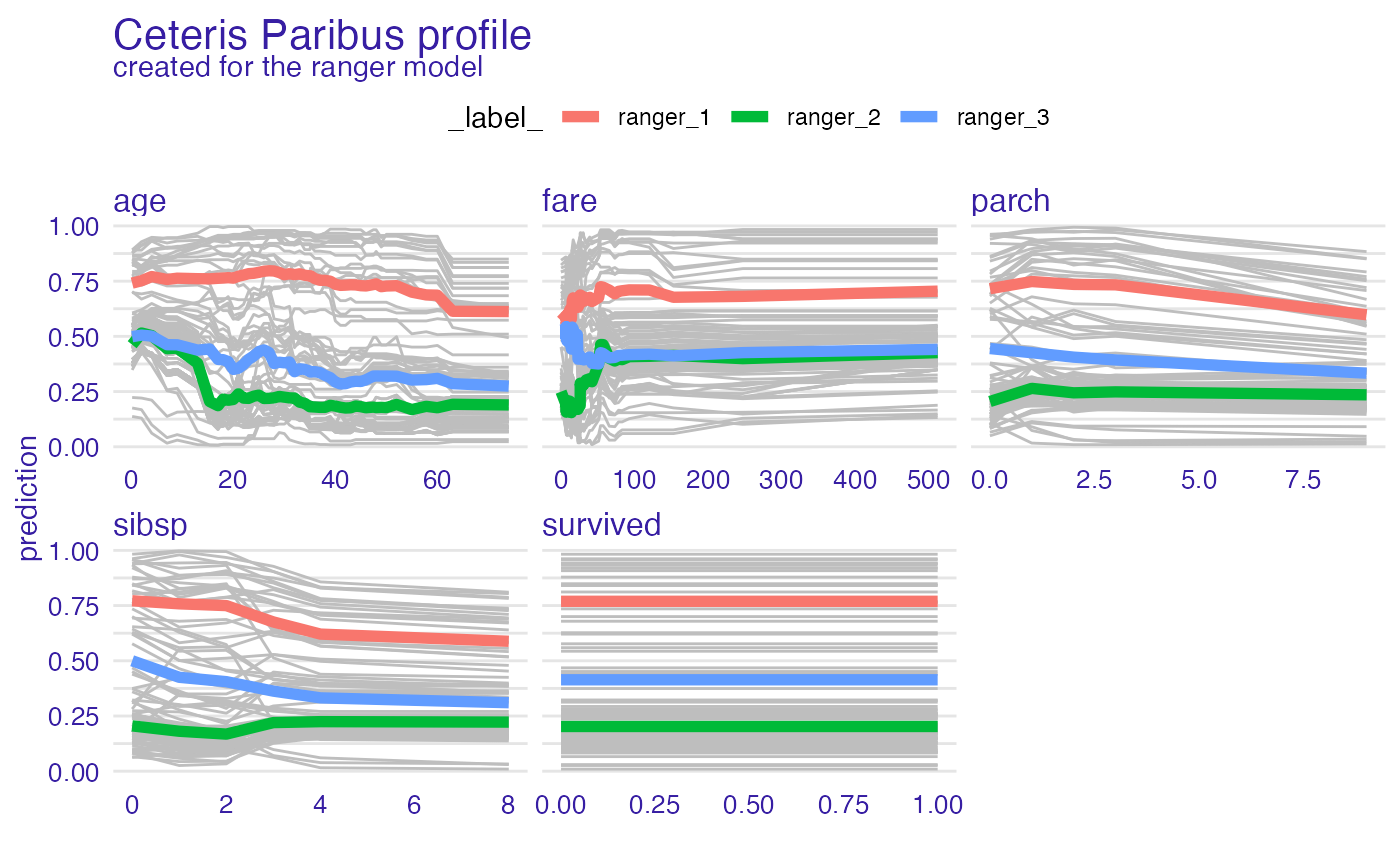 Ceteris Paribus profile
created for the ranger model
_label_ ranger_1 ranger_2 ranger_3
age fare parch
1.00
0.75
0.50
0.25
0.00
0 20 40 60 0 100 200 300 400 500 0.0 2.5 5.0 7.5
prediction
sibsp survived
1.00
0.75
0.50
0.25
0.00
0 2 4 6 8 0.00 0.25 0.50 0.75 1.00